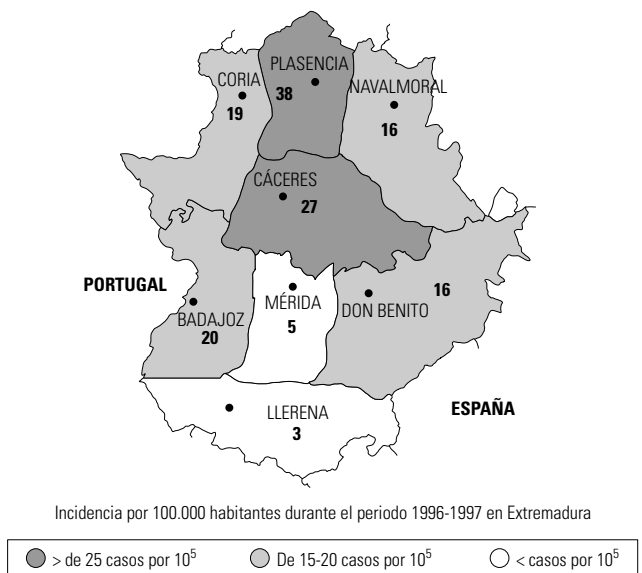 PLASENCIA
38
CORIA
19
NAVALMORAL
16
CÁCERES
27
PORTUGAL
BADAJOZ
20
MÉRIDA
5
DON BENITO
16
LLERENA
3
ESPAÑA
Incidencia por 100.000 habitantes durante el periodo 1996-1997 en Extremadura
> de 25 casos por 10⁵ De 15-20 casos por 10⁵ < casos por 10⁵